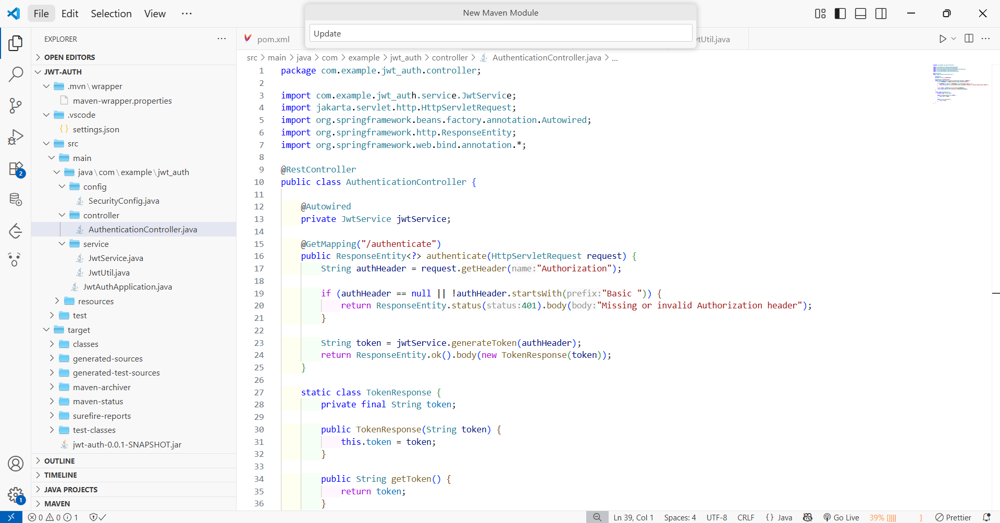 File Edit Selection View ...
New Maven Module
Update
EXPLORER ...
OPEN EDITORS
JWT-AUTH
.mvn\wrapper
maven-wrapper.properties
.vscode
{} settings.json
src
main
java\com\example\jwt_auth
config
SecurityConfig.java
controller
AuthenticationController.java
service
JwtService.java
JwtUtil.java
JwtAuthApplication.java
resources
test
target
classes
generated-sources
generated-test-sources
maven-archiver
maven-status
surefire-reports
test-classes
jwt-auth-0.0.1-SNAPSHOT.jar
OUTLINE
TIMELINE
JAVA PROJECTS
MAVEN
2
1
pom.xml
tUtil.java
src > main > java > com > example > jwt_auth > controller > AuthenticationController.java > ...
1 package com.example.jwt_auth.controller;
2
3 import com.example.jwt_auth.service.JwtService;
4 import jakarta.servlet.http.HttpServletRequest;
5 import org.springframework.beans.factory.annotation.Autowired;
6 import org.springframework.http.ResponseEntity;
7 import org.springframework.web.bind.annotation.*;
8
9 @RestController
10 public class AuthenticationController {
11
12     @Autowired
13     private JwtService jwtService;
14
15     @GetMapping("/authenticate")
16     public ResponseEntity<?> authenticate(HttpServletRequest request) {
17         String authHeader = request.getHeader(name:"Authorization");
18
19         if (authHeader == null || !authHeader.startsWith(prefix:"Basic ")) {
20             return ResponseEntity.status(status:401).body(body:"Missing or invalid Authorization header");
21         }
22
23         String token = jwtService.generateToken(authHeader);
24         return ResponseEntity.ok().body(new TokenResponse(token));
25     }
26
27     static class TokenResponse {
28         private final String token;
29
30         public TokenResponse(String token) {
31             this.token = token;
32         }
33
34         public String getToken() {
35             return token;
36         }
0 0 1
Ln 39, Col 1 Spaces: 4 UTF-8 CRLF {} Java Go Live 39% [||||| ] Prettier